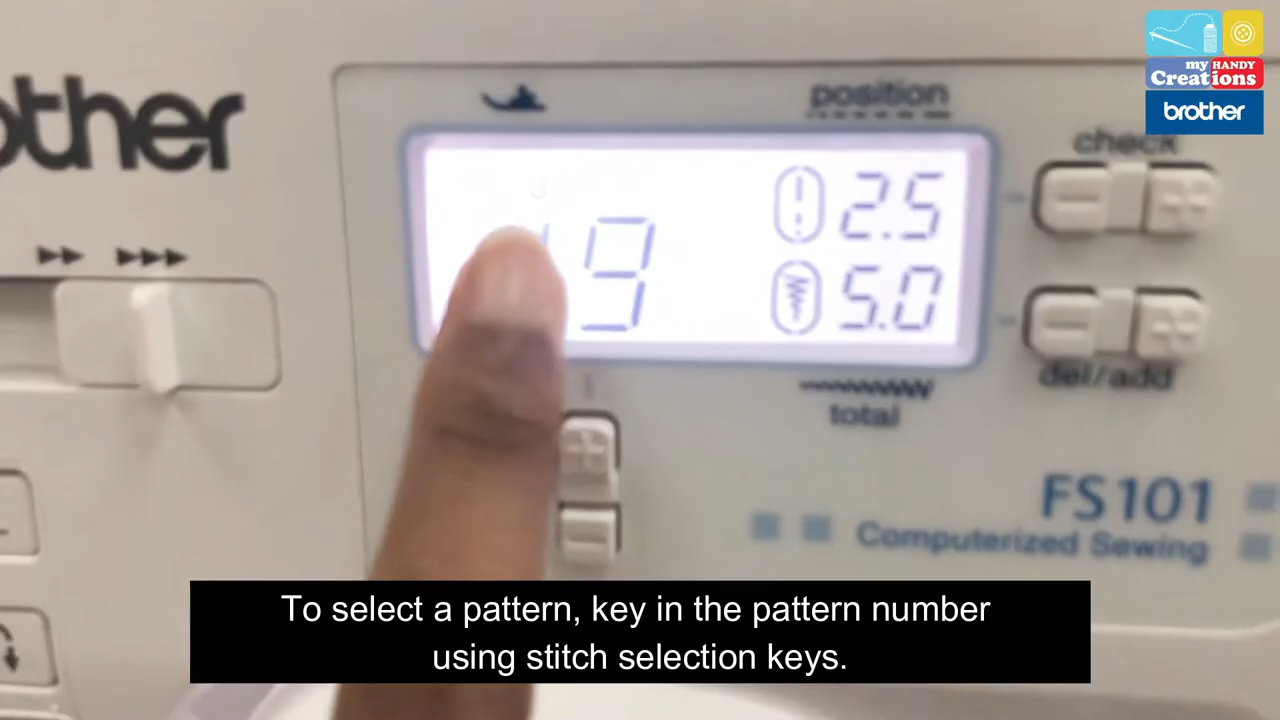 my HANDY
Creations
brother
other
position
check
J
2.5
9
5.0
del/add
total
FS101
Computerized Sewing
To select a pattern, key in the pattern number
using stitch selection keys.